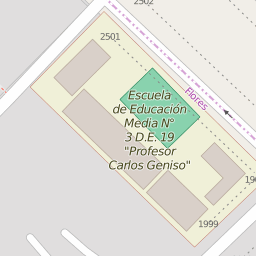 2502
2501
Flores
Escuela
de Educación
Media N°
3 D.E. 19
"Profesor
Carlos Geniso"
1999